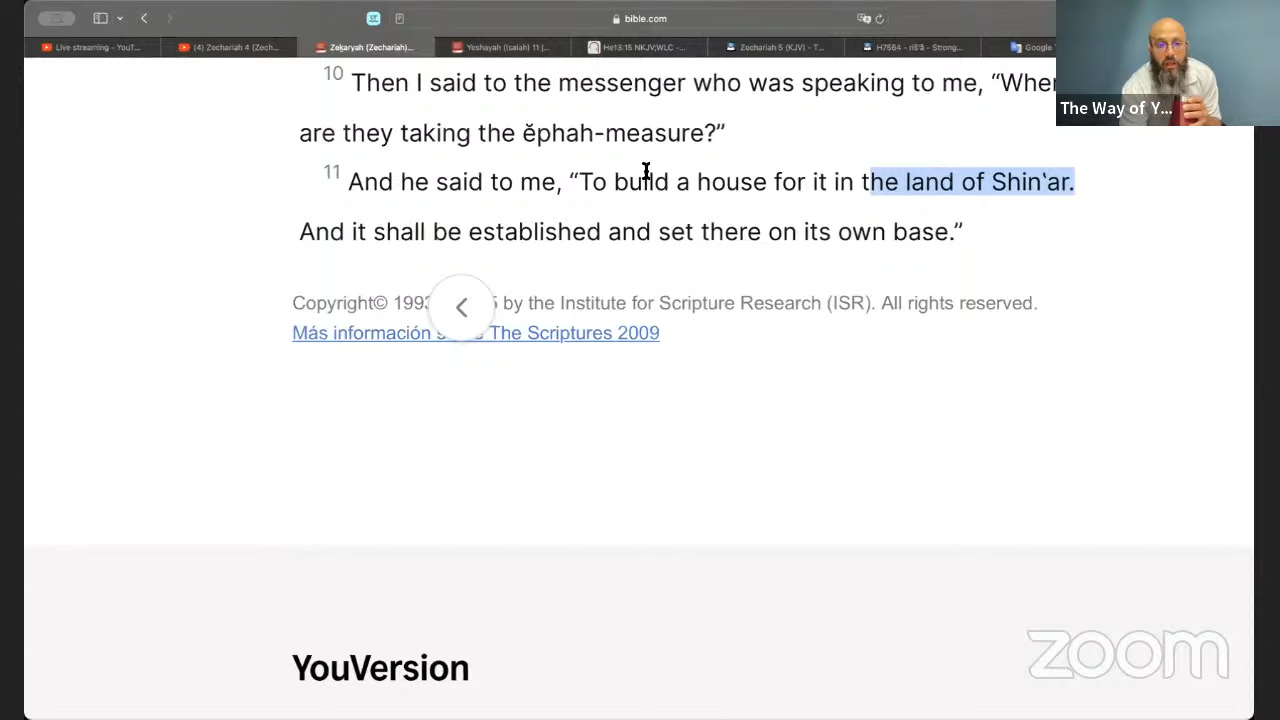 bible.com
Live streaming - YouT...
(4) Zechariah 4 (Zech...
Zeḵaryah (Zechariah)...
Yeshayah (Isaiah) 11 (...
He13:15 NKJV;WLC -...
Zechariah 5 (KJV) - T...
H7564 - - Strong...
Google
The Way of Y...
10 Then I said to the messenger who was speaking to me, “Wher
are they taking the ĕphah-measure?”
11 And he said to me, “To build a house for it in the land of Shin‛ar.
And it shall be established and set there on its own base.”
Copyright© 199 5 by the Institute for Scripture Research (ISR). All rights reserved.
Más información The Scriptures 2009
YouVersion
zoom